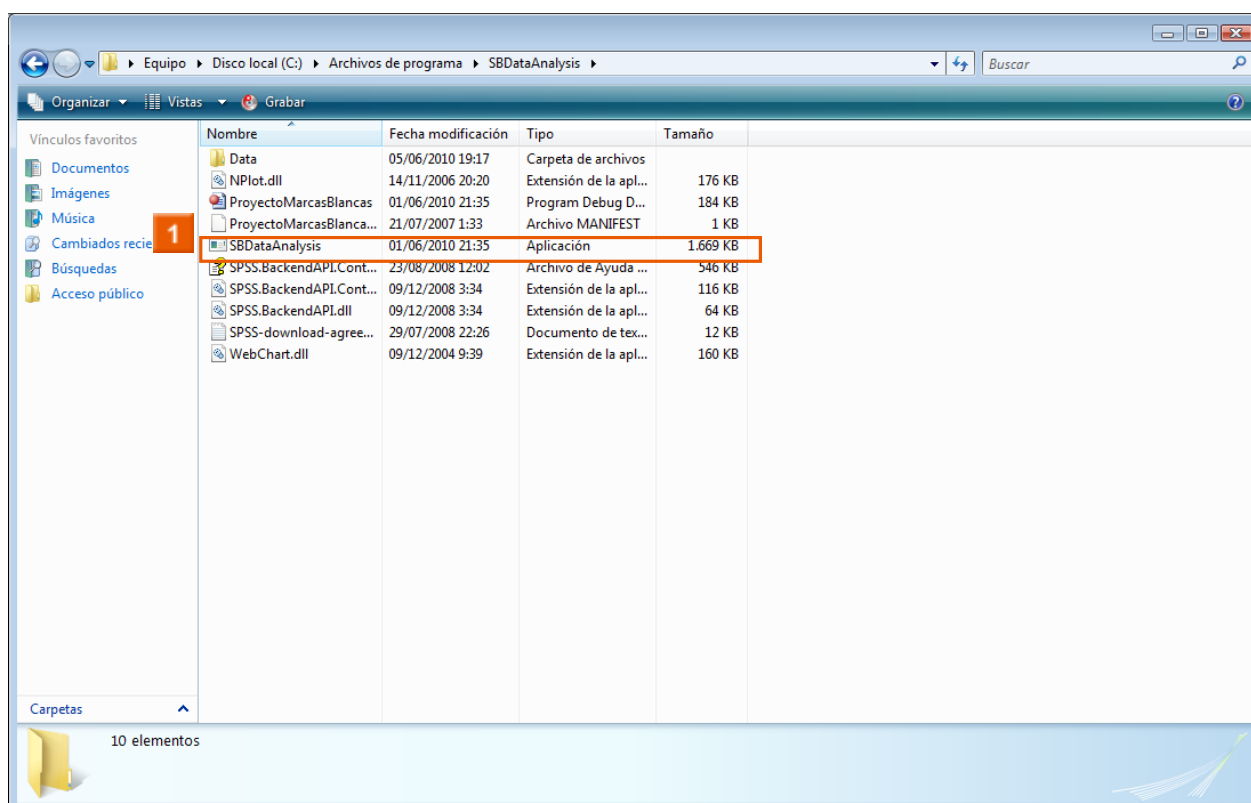 Equipo ▸ Disco local (C:) ▸ Archivos de programa ▸ SBDataAnalysis ▸ Buscar
Organizar Vistas Grabar
Vínculos favoritos
Documentos
Imágenes
Música
Cambiados recie
Búsquedas
Acceso público
1
Nombre Fecha modificación Tipo Tamaño
Data 05/06/2010 19:17 Carpeta de archivos
NPlot.dll 14/11/2006 20:20 Extensión de la apl... 176 KB
ProyectoMarcasBlancas 01/06/2010 21:35 Program Debug D... 184 KB
ProyectoMarcasBlanca... 21/07/2007 1:33 Archivo MANIFEST 1 KB
SBDataAnalysis 01/06/2010 21:35 Aplicación 1.669 KB
SPSS.BackendAPI.Cont... 23/08/2008 12:02 Archivo de Ayuda ... 546 KB
SPSS.BackendAPI.Cont... 09/12/2008 3:34 Extensión de la apl... 116 KB
SPSS.BackendAPI.dll 09/12/2008 3:34 Extensión de la apl... 64 KB
SPSS-download-agree... 29/07/2008 22:26 Documento de tex... 12 KB
WebChart.dll 09/12/2004 9:39 Extensión de la apl... 160 KB
Carpetas
10 elementos